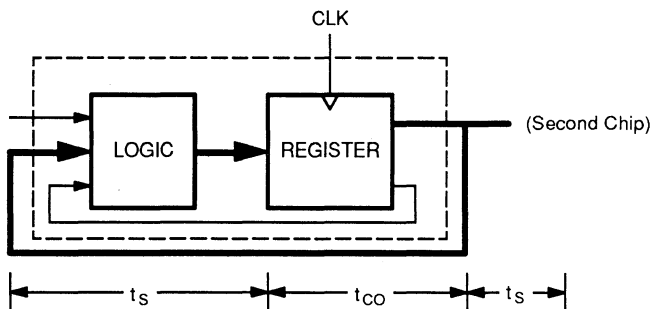 CLK
(Second Chip)
LOGIC
REGISTER
tS
tCO
tS